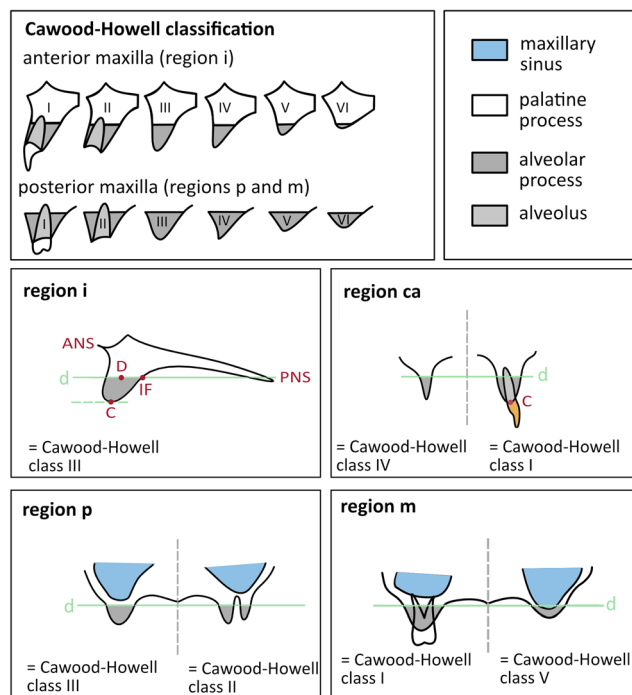 Cawood-Howell classification
anterior maxilla (region i)
I II III IV V VI
posterior maxilla (regions p and m)
I II III IV V VI
maxillary
sinus
palatine
process
alveolar
process
alveolus
region i
ANS
D
d
IF
PNS
C
= Cawood-Howell
class III
region ca
d
C
= Cawood-Howell
class IV
= Cawood-Howell
class I
region p
d
= Cawood-Howell
class III
= Cawood-Howell
class II
region m
d
= Cawood-Howell
class I
= Cawood-Howell
class V